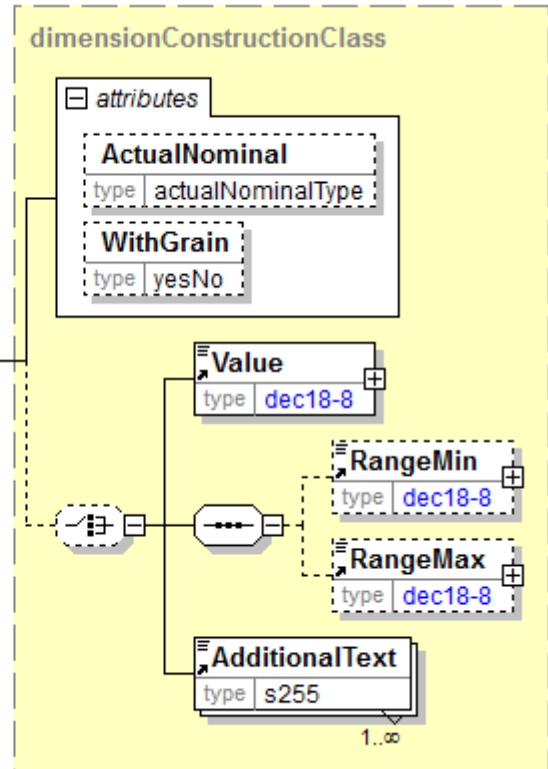 dimensionConstructionClass
attributes
ActualNominal
type actualNominalType
WithGrain
type yesNo
Value
type dec18-8
RangeMin
type dec18-8
RangeMax
type dec18-8
AdditionalText
type s255
1..∞